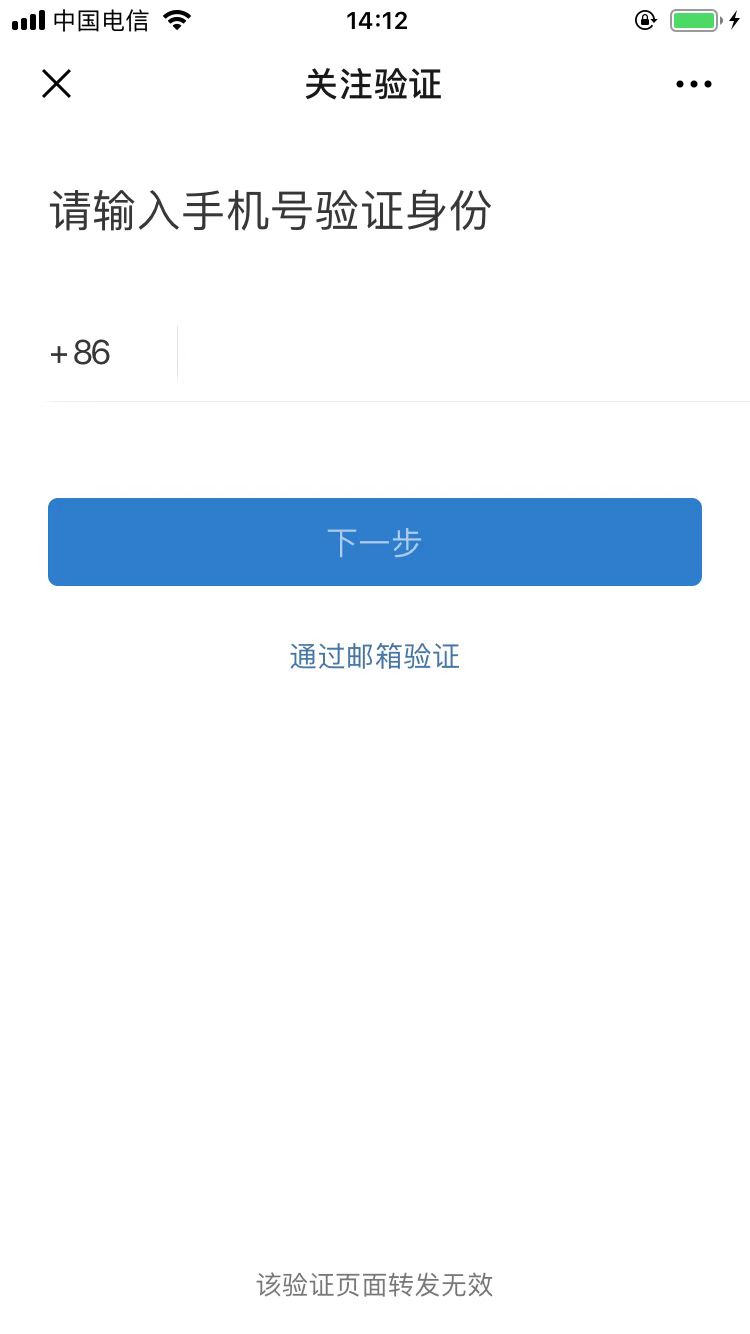 中国电信 14:12
关注验证
请输入手机号验证身份
+86
下一步
通过邮箱验证
该验证页面转发无效